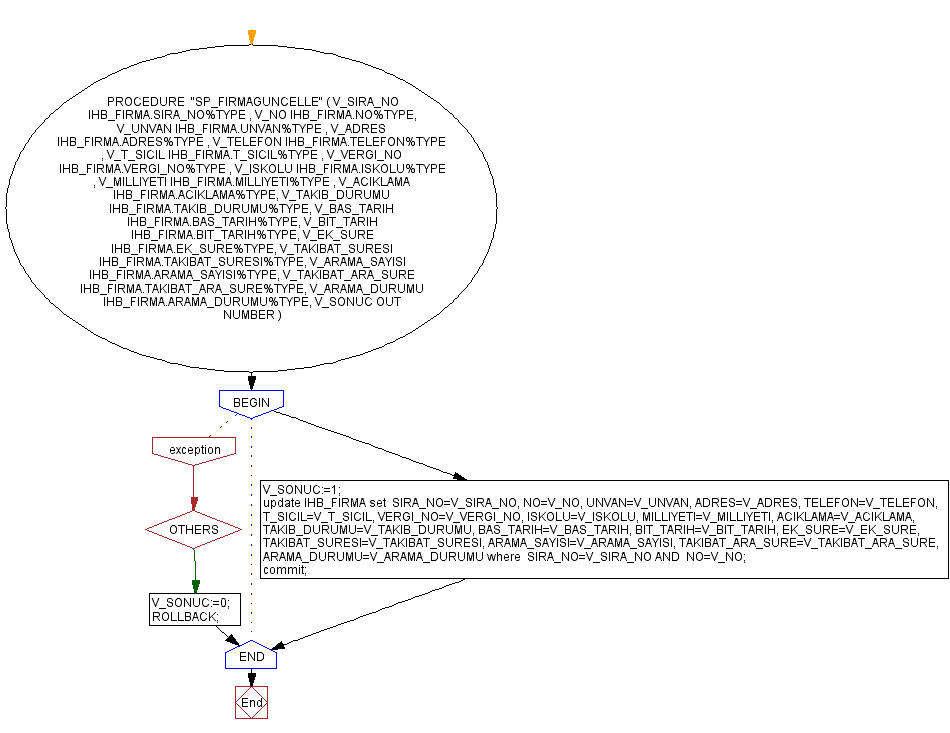 PROCEDURE "SP_FIRMAGUNCELLE" ( V_SIRA_NO
IHB_FIRMA.SIRA_NO%TYPE , V_NO IHB_FIRMA.NO%TYPE,
V_UNVAN IHB_FIRMA.UNVAN%TYPE , V_ADRES
IHB_FIRMA.ADRES%TYPE , V_TELEFON IHB_FIRMA.TELEFON%TYPE
, V_T_SICIL IHB_FIRMA.T_SICIL%TYPE , V_VERGI_NO
IHB_FIRMA.VERGI_NO%TYPE , V_ISKOLU IHB_FIRMA.ISKOLU%TYPE
, V_MILLIYETI IHB_FIRMA.MILLIYETI%TYPE , V_ACIKLAMA
IHB_FIRMA.ACIKLAMA%TYPE, V_TAKIB_DURUMU
IHB_FIRMA.TAKIB_DURUMU%TYPE, V_BAS_TARIH
IHB_FIRMA.BAS_TARIH%TYPE, V_BIT_TARIH
IHB_FIRMA.BIT_TARIH%TYPE, V_EK_SURE
IHB_FIRMA.EK_SURE%TYPE, V_TAKIBAT_SURESI
IHB_FIRMA.TAKIBAT_SURESI%TYPE, V_ARAMA_SAYISI
IHB_FIRMA.ARAMA_SAYISI%TYPE, V_TAKIBAT_ARA_SURE
IHB_FIRMA.TAKIBAT_ARA_SURE%TYPE, V_ARAMA_DURUMU
IHB_FIRMA.ARAMA_DURUMU%TYPE, V_SONUC OUT
NUMBER )
BEGIN
exception
OTHERS
V_SONUC:=0;
ROLLBACK;
V_SONUC:=1;
update IHB_FIRMA set SIRA_NO=V_SIRA_NO, NO=V_NO, UNVAN=V_UNVAN, ADRES=V_ADRES, TELEFON=V_TELEFON,
T_SICIL=V_T_SICIL, VERGI_NO=V_VERGI_NO, ISKOLU=V_ISKOLU, MILLIYETI=V_MILLIYETI, ACIKLAMA=V_ACIKLAMA,
TAKIB_DURUMU=V_TAKIB_DURUMU, BAS_TARIH=V_BAS_TARIH, BIT_TARIH=V_BIT_TARIH, EK_SURE=V_EK_SURE,
TAKIBAT_SURESI=V_TAKIBAT_SURESI, ARAMA_SAYISI=V_ARAMA_SAYISI, TAKIBAT_ARA_SURE=V_TAKIBAT_ARA_SURE,
ARAMA_DURUMU=V_ARAMA_DURUMU where SIRA_NO=V_SIRA_NO AND NO=V_NO;
commit;
END
End